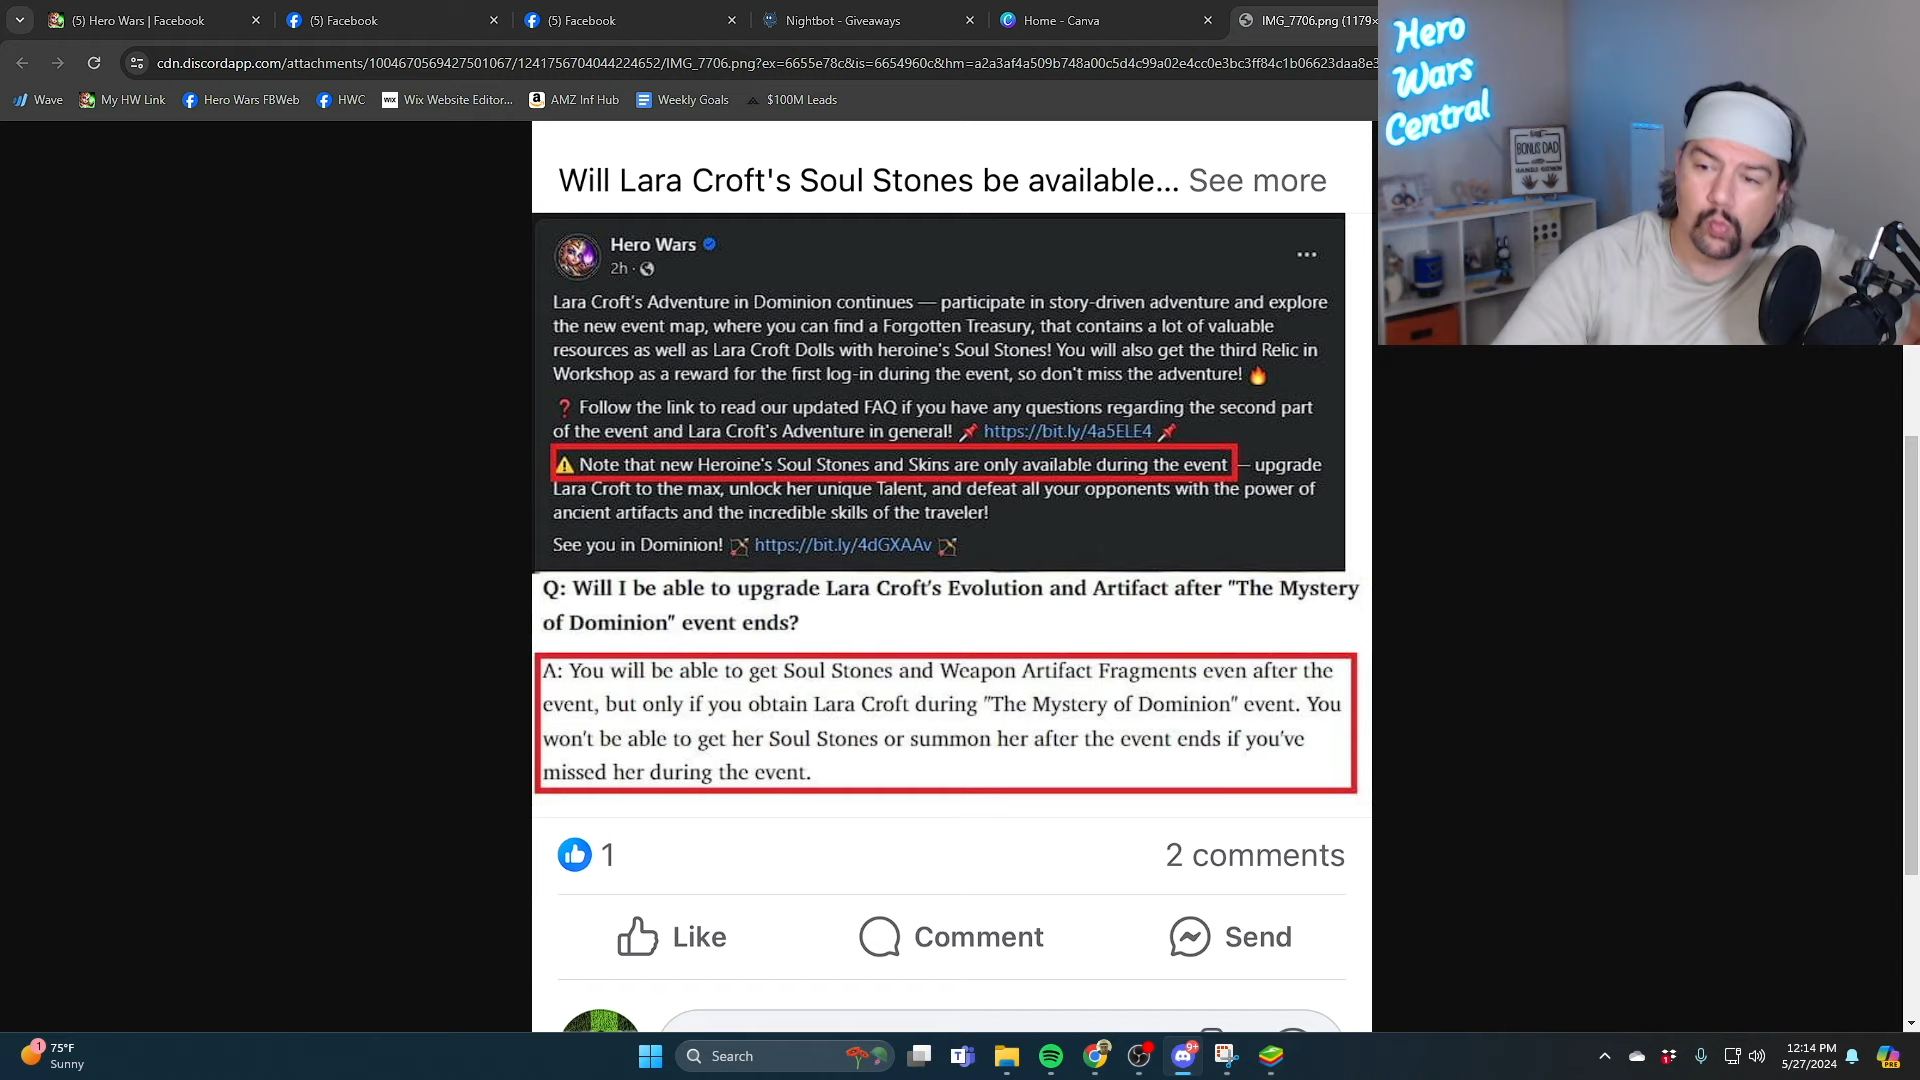 (5) Hero Wars | Facebook
(5) Facebook
(5) Facebook
Nightbot - Giveaways
Home - Canva
IMG_7706.png (1179×
cdn.discordapp.com/attachments/1004670569427501067/1241756704044224652/IMG_7706.png?ex=6655e78c&is=6654960c&hm=a2a3af4a509b748a00c5d4c99a02e4cc0e3bc3ff84c1b06623daa8e3
Wave
My HW Link
Hero Wars FBWeb
HWC
WIX Wix Website Editor...
AMZ Inf Hub
Weekly Goals
$100M Leads
Hero
Wars
Central
BONUS DAD
Will Lara Croft's Soul Stones be available... See more
Hero Wars
2h ·
Lara Croft's Adventure in Dominion continues — participate in story-driven adventure and explore
the new event map, where you can find a Forgotten Treasury, that contains a lot of valuable
resources as well as Lara Croft Dolls with heroine's Soul Stones! You will also get the third Relic in
Workshop as a reward for the first log-in during the event, so don't miss the adventure! 🔥
❓ Follow the link to read our updated FAQ if you have any questions regarding the second part
of the event and Lara Croft's Adventure in general! 📌 https://bit.ly/4a5ELE4 📌
⚠️ Note that new Heroine's Soul Stones and Skins are only available during the event — upgrade
Lara Croft to the max, unlock her unique Talent, and defeat all your opponents with the power of
ancient artifacts and the incredible skills of the traveler!
See you in Dominion! 🏹 https://bit.ly/4dGXAAv 🏹
Q: Will I be able to upgrade Lara Croft's Evolution and Artifact after "The Mystery
of Dominion" event ends?
A: You will be able to get Soul Stones and Weapon Artifact Fragments even after the
event, but only if you obtain Lara Croft during "The Mystery of Dominion" event. You
won't be able to get her Soul Stones or summon her after the event ends if you've
missed her during the event.
1
2 comments
Like
Comment
Send
1
75°F
Sunny
Search
9+
12:14 PM
5/27/2024
PRE